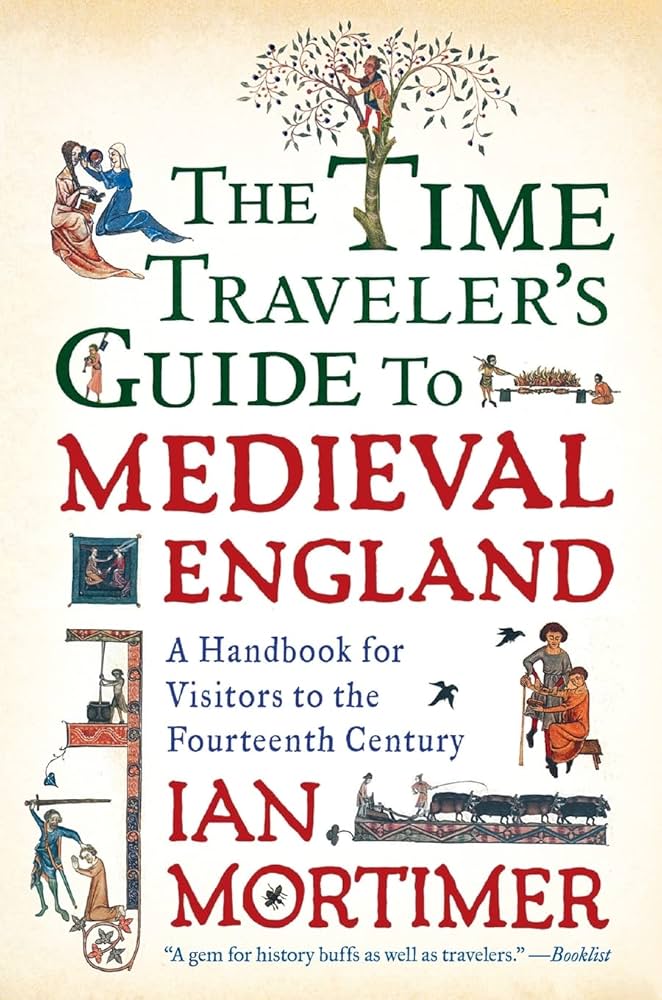 THE TIME
TRAVELER'S
GUIDE TO
MEDIEVAL
ENGLAND
A Handbook for
Visitors to the
Fourteenth Century
IAN
MORTIMER
“A gem for history buffs as well as travelers.” —Booklist